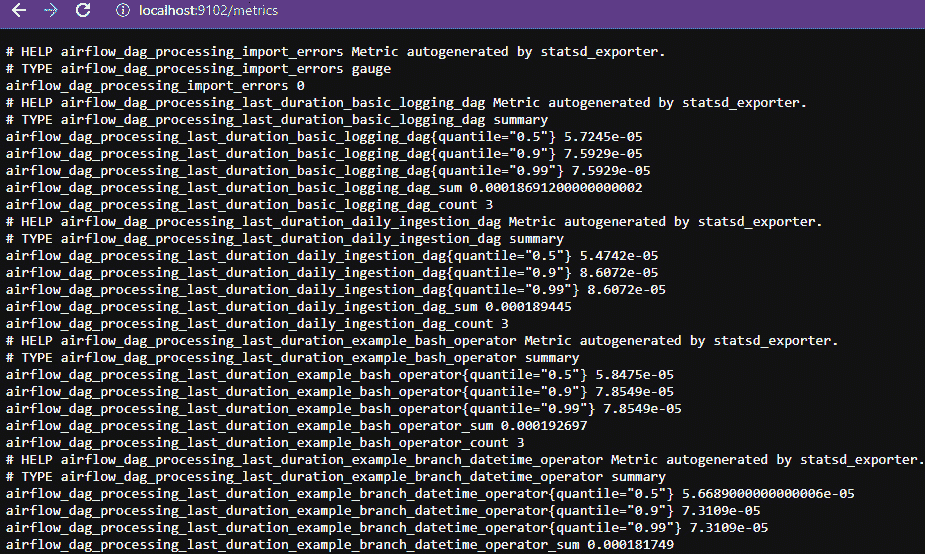 localhost:9102/metrics
# HELP airflow_dag_processing_import_errors Metric autogenerated by statsd_exporter.
# TYPE airflow_dag_processing_import_errors gauge
airflow_dag_processing_import_errors 0
# HELP airflow_dag_processing_last_duration_basic_logging_dag Metric autogenerated by statsd_exporter.
# TYPE airflow_dag_processing_last_duration_basic_logging_dag summary
airflow_dag_processing_last_duration_basic_logging_dag{quantile="0.5"} 5.7245e-05
airflow_dag_processing_last_duration_basic_logging_dag{quantile="0.9"} 7.5929e-05
airflow_dag_processing_last_duration_basic_logging_dag{quantile="0.99"} 7.5929e-05
airflow_dag_processing_last_duration_basic_logging_dag_sum 0.00018691200000000002
airflow_dag_processing_last_duration_basic_logging_dag_count 3
# HELP airflow_dag_processing_last_duration_daily_ingestion_dag Metric autogenerated by statsd_exporter.
# TYPE airflow_dag_processing_last_duration_daily_ingestion_dag summary
airflow_dag_processing_last_duration_daily_ingestion_dag{quantile="0.5"} 5.4742e-05
airflow_dag_processing_last_duration_daily_ingestion_dag{quantile="0.9"} 8.6072e-05
airflow_dag_processing_last_duration_daily_ingestion_dag{quantile="0.99"} 8.6072e-05
airflow_dag_processing_last_duration_daily_ingestion_dag_sum 0.000189445
airflow_dag_processing_last_duration_daily_ingestion_dag_count 3
# HELP airflow_dag_processing_last_duration_example_bash_operator Metric autogenerated by statsd_exporter.
# TYPE airflow_dag_processing_last_duration_example_bash_operator summary
airflow_dag_processing_last_duration_example_bash_operator{quantile="0.5"} 5.8475e-05
airflow_dag_processing_last_duration_example_bash_operator{quantile="0.9"} 7.8549e-05
airflow_dag_processing_last_duration_example_bash_operator{quantile="0.99"} 7.8549e-05
airflow_dag_processing_last_duration_example_bash_operator_sum 0.000192697
airflow_dag_processing_last_duration_example_bash_operator_count 3
# HELP airflow_dag_processing_last_duration_example_branch_datetime_operator Metric autogenerated by statsd_exporter.
# TYPE airflow_dag_processing_last_duration_example_branch_datetime_operator summary
airflow_dag_processing_last_duration_example_branch_datetime_operator{quantile="0.5"} 5.6689000000000006e-05
airflow_dag_processing_last_duration_example_branch_datetime_operator{quantile="0.9"} 7.3109e-05
airflow_dag_processing_last_duration_example_branch_datetime_operator{quantile="0.99"} 7.3109e-05
airflow_dag_processing_last_duration_example_branch_datetime_operator_sum 0.000181749